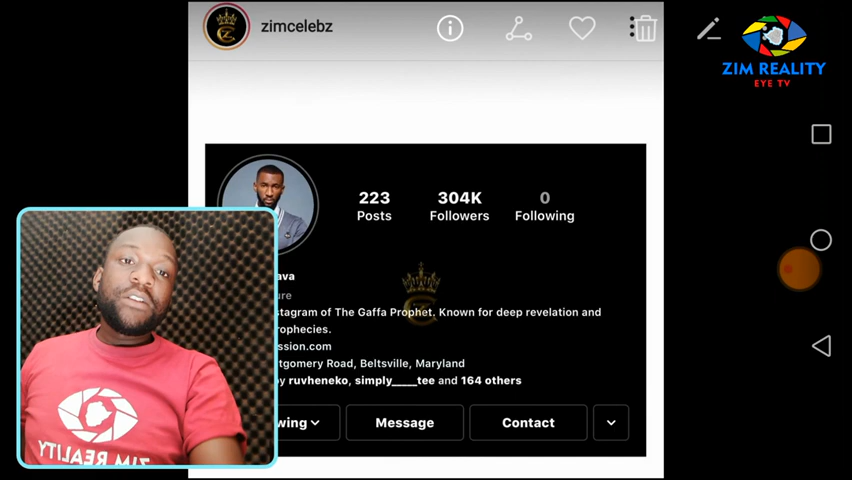 zimcelebz
ZIM REALITY
EYE TV
223
304K
0
Posts
Followers
Following
ava
ure
stagram of The Gaffa Prophet. Known for deep revelation and
rophecies.
ssion.com
tgomery Road, Beltsville, Maryland
y ruvheneko, simply____tee and 164 others
wing
Message
Contact
ZIM REALITY